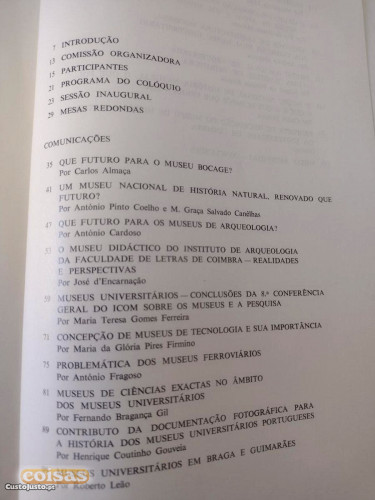 7 INTRODUÇÃO
13 COMISSÃO ORGANIZADORA
15 PARTICIPANTES
21 PROGRAMA DO COLÓQUIO
25 SESSÃO INAUGURAL
29 MESAS REDONDAS
COMUNICAÇÕES
35 QUE FUTURO PARA O MUSEU BOCAGE?
Por Carlos Almaça
41 UM MUSEU NACIONAL DE HISTÓRIA NATURAL, RENOVADO QUE
FUTURO?
Por António Pinto Coelho e M. Graça Salvado Canelhas
47 QUE FUTURO PARA OS MUSEUS DE ARQUEOLOGIA?
Por António Cardoso
O MUSEU DIDÁCTICO DO INSTITUTO DE ARQUEOLOGIA
DA FACULDADE DE LETRAS DE COIMBRA — REALIDADES
E PERSPECTIVAS
Por José d'Encarnação
59 MUSEUS UNIVERSITÁRIOS — CONCLUSÕES DA 8.ª CONFERÊNCIA
GERAL DO ICOM SOBRE OS MUSEUS E A PESQUISA
Por Maria Teresa Gomes Ferreira
71 CONCEPÇÃO DE MUSEUS DE TECNOLOGIA E SUA IMPORTÂNCIA
Por Maria da Glória Pires Firmino
75 PROBLEMÁTICA DOS MUSEUS FERROVIÁRIOS
Por António Fragoso
81 MUSEUS DE CIÊNCIAS EXACTAS NO ÂMBITO
DOS MUSEUS UNIVERSITÁRIOS
Por Fernando Bragança Gil
89 CONTRIBUTO DA DOCUMENTAÇÃO FOTOGRÁFICA PARA
A HISTÓRIA DOS MUSEUS UNIVERSITÁRIOS PORTUGUESES
Por Henrique Coutinho Gouveia
UNIVERSITÁRIOS EM BRAGA E GUIMARÃES
Roberto Leão
coisas
CustoJusto.pt